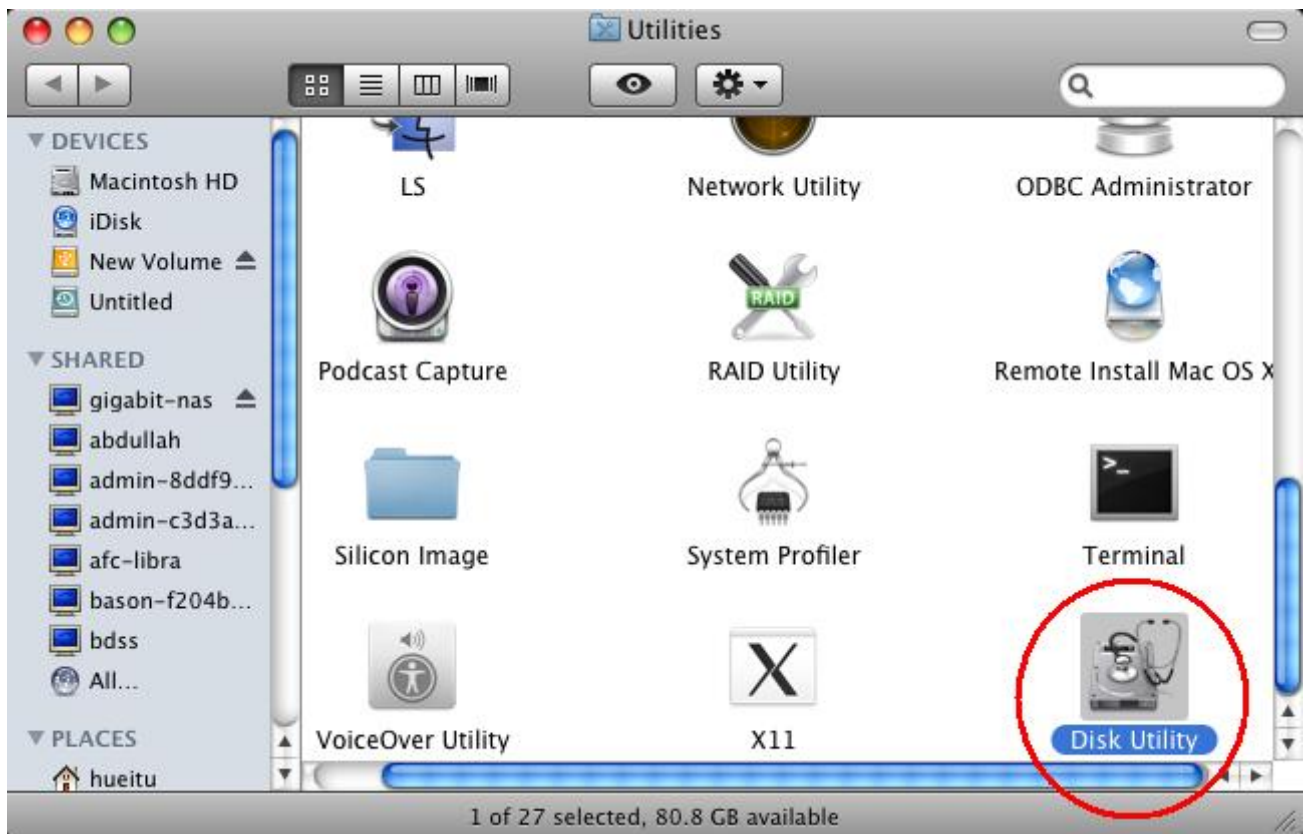 Utilities
DEVICES
Macintosh HD
iDisk
New Volume
Untitled
SHARED
gigabit-nas
abdullah
admin-8ddf9...
admin-c3d3a...
afc-libra
bason-f204b...
bdss
All...
PLACES
hueitu
LS
Network Utility
ODBC Administrator
Podcast Capture
RAID
RAID Utility
Remote Install Mac OS X
Silicon Image
System Profiler
>_
Terminal
VoiceOver Utility
X
X11
Disk Utility
1 of 27 selected, 80.8 GB available